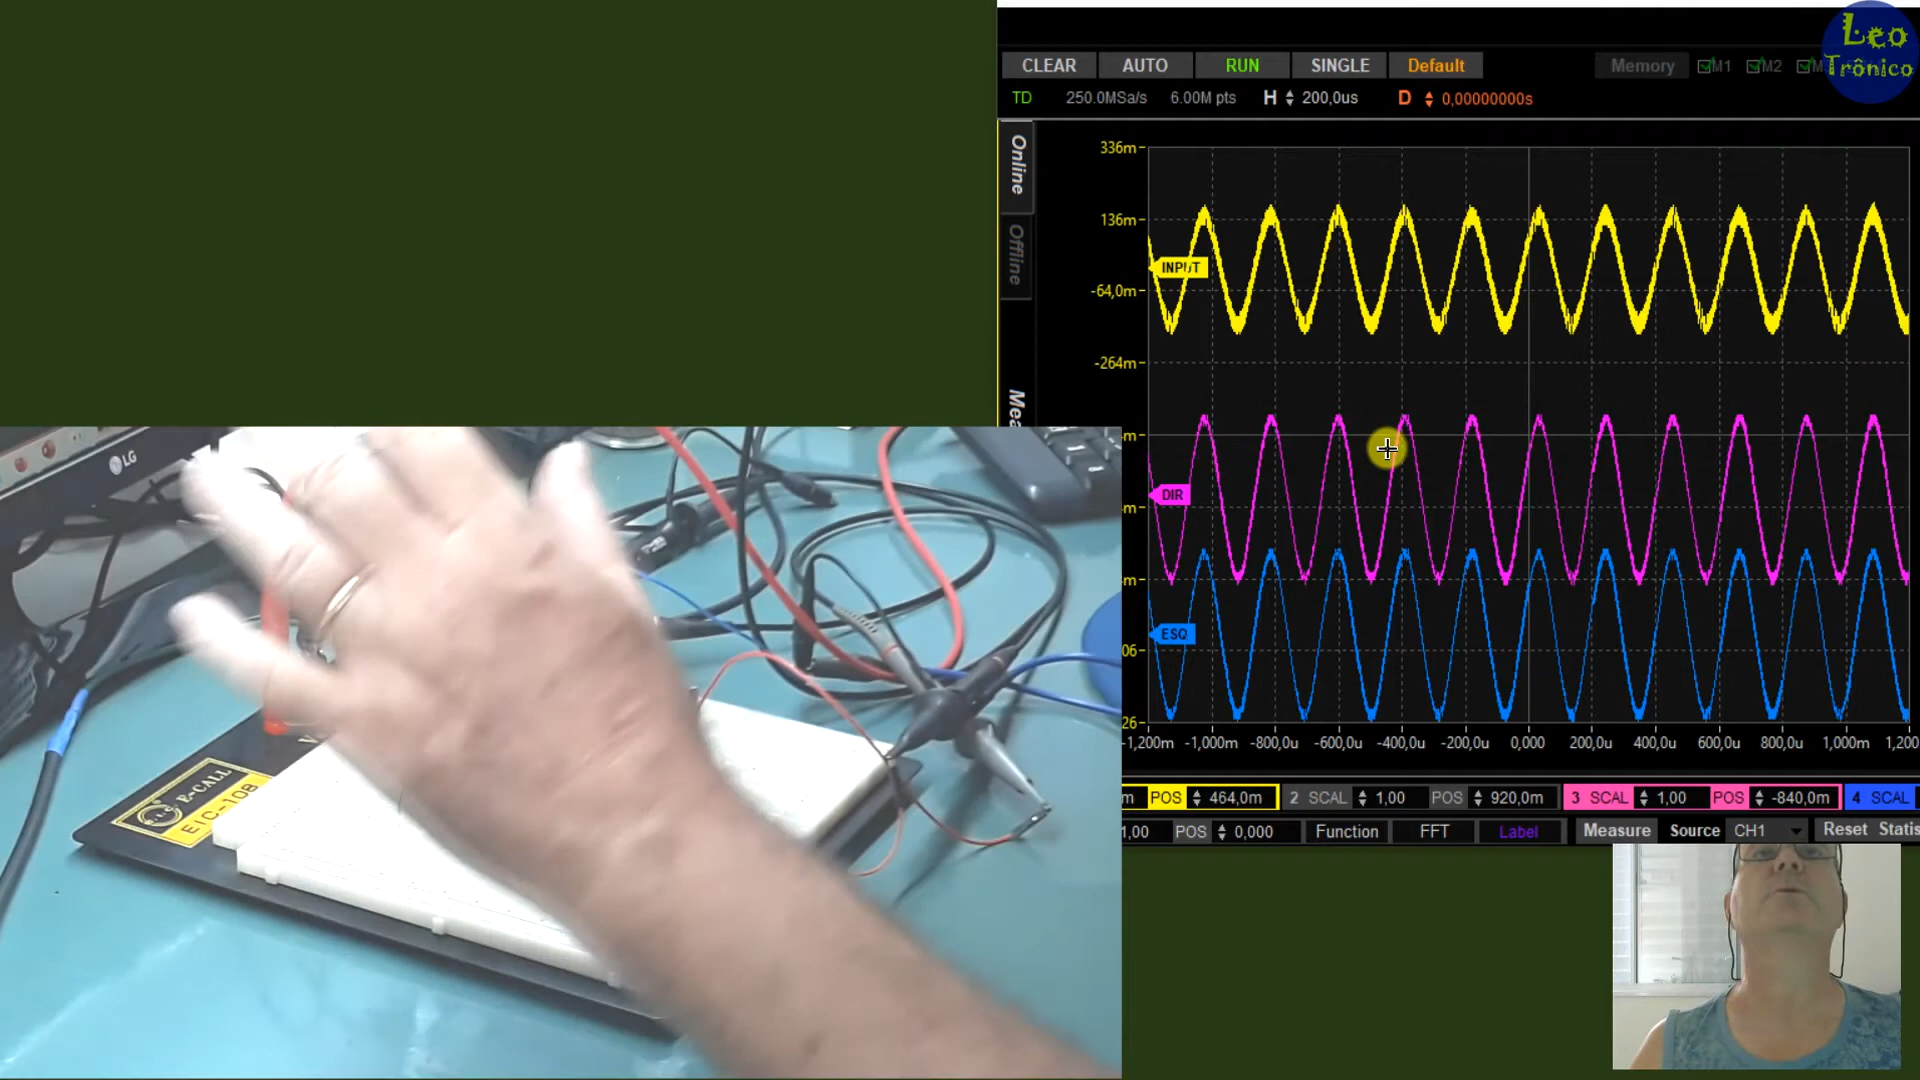 Leo
Trônico
CLEAR AUTO RUN SINGLE Default Memory M1 M2 M
TD 250.0MSa/s 6.00M pts H 200,0us D 0,00000000s
Online
Offline
Mea
336m
136m
-64,0m
-264m
m
m
m
06
26
INPUT
DIR
ESQ
-1,200m -1,000m -800,0u -600,0u -400,0u -200,0u 0,000 200,0u 400,0u 600,0u 800,0u 1,000m 1,200
m POS 464,0m 2 SCAL 1,00 POS 920,0m 3 SCAL 1,00 POS -840,0m 4 SCAL
1,00 POS 0,000 Function FFT Label Measure Source CH1 Reset Statis
LG
E-CALL
EIC-108